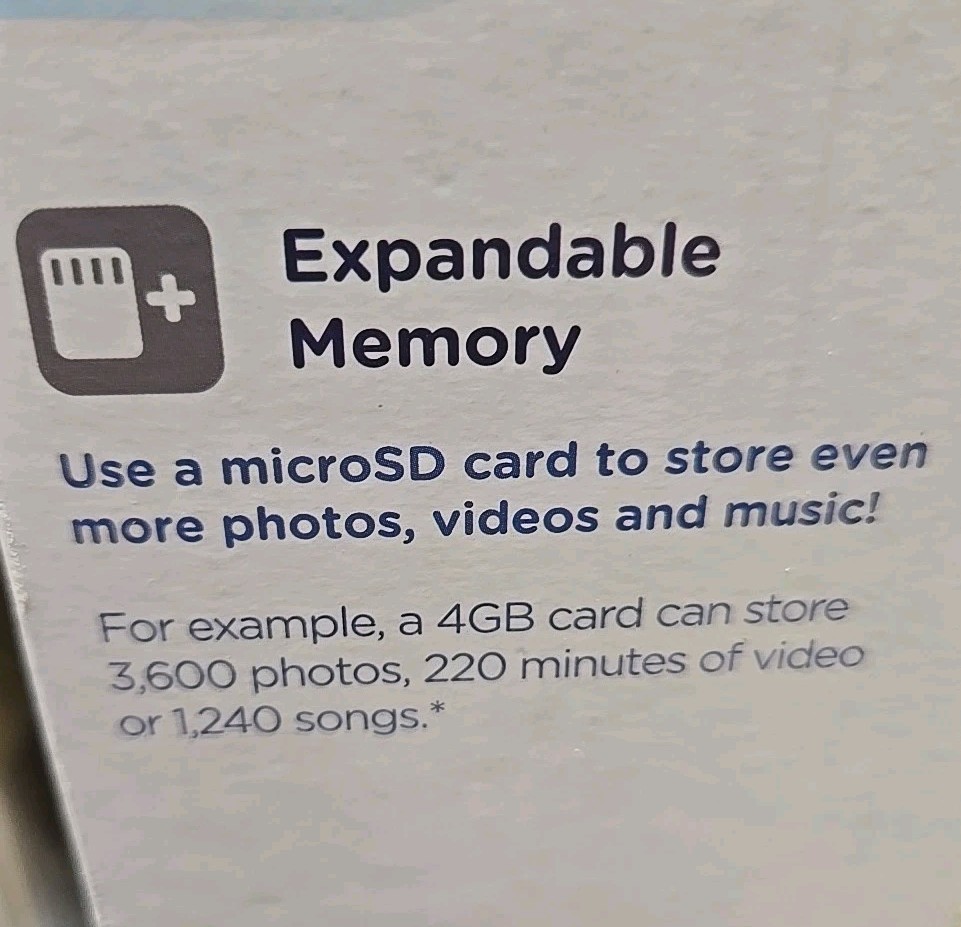 Expandable
Memory
Use a microSD card to store even
more photos, videos and music!
For example, a 4GB card can store
3,600 photos, 220 minutes of video
or 1,240 songs.*